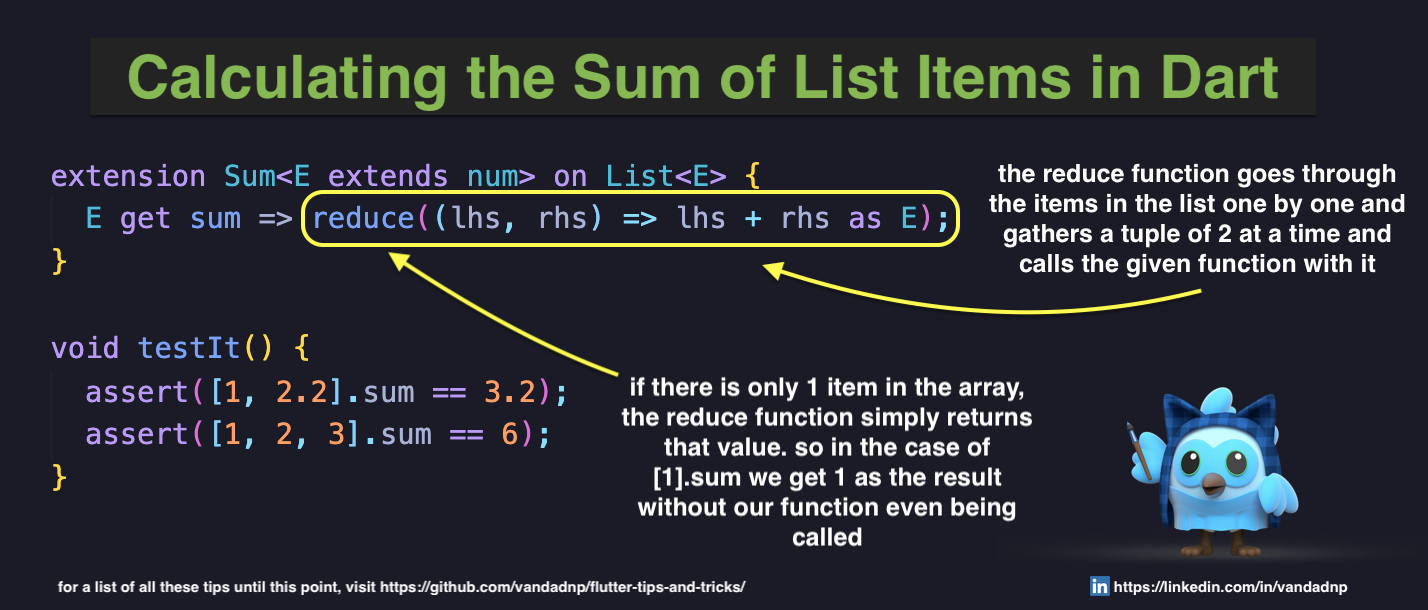 Calculating the Sum of List Items in Dart
extension Sum<E extends num> on List<E> {
  E get sum => reduce((lhs, rhs) => lhs + rhs as E);
}
the reduce function goes through
the items in the list one by one and
gathers a tuple of 2 at a time and
calls the given function with it
void testIt() {
  assert([1, 2.2].sum == 3.2);
  assert([1, 2, 3].sum == 6);
}
if there is only 1 item in the array,
the reduce function simply returns
that value. so in the case of
[1].sum we get 1 as the result
without our function even being
called
for a list of all these tips until this point, visit https://github.com/vandadnp/flutter-tips-and-tricks/
in https://linkedin.com/in/vandadnp